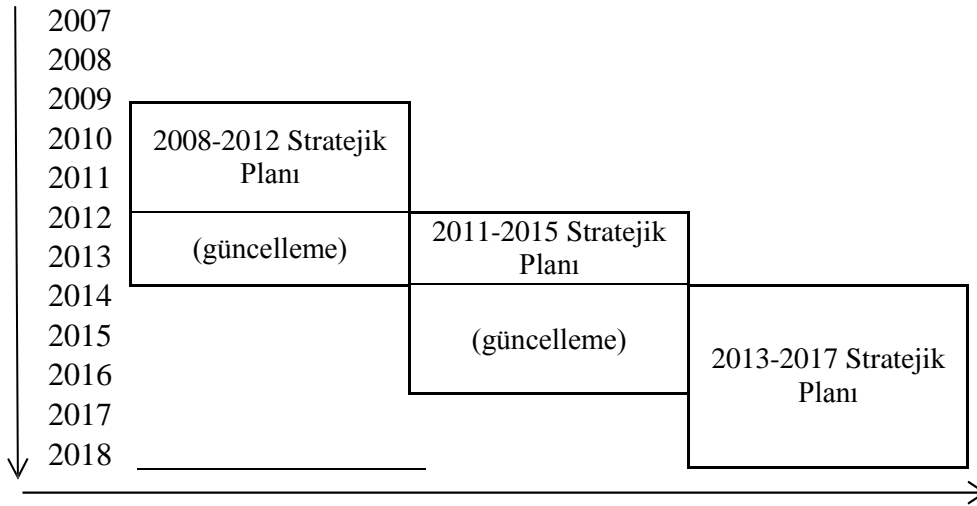 2007
2008
2009
2010
2011
2012
2013
2014
2015
2016
2017
2018
2008-2012 Stratejik
Planı
(güncelleme)
2011-2015 Stratejik
Planı
(güncelleme)
2013-2017 Stratejik
Planı